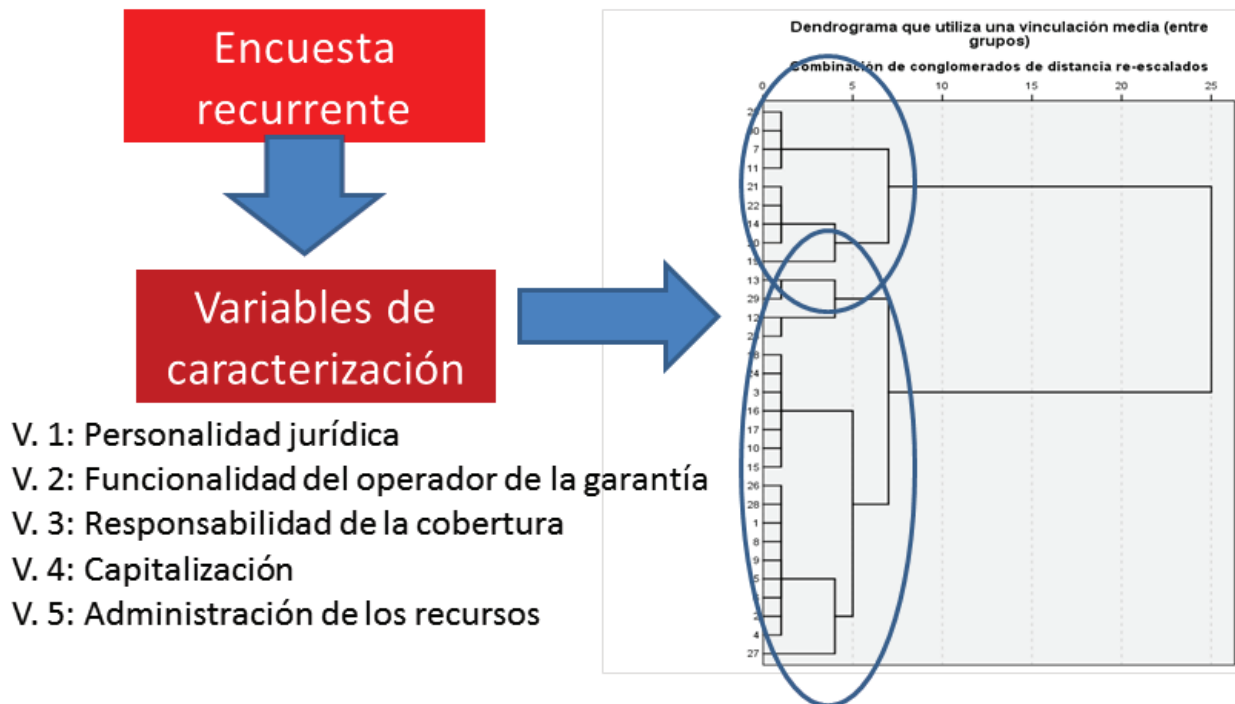 Encuesta
recurrente
Variables de
caracterización
V. 1: Personalidad jurídica
V. 2: Funcionalidad del operador de la garantía
V. 3: Responsabilidad de la cobertura
V. 4: Capitalización
V. 5: Administración de los recursos
Dendrograma que utiliza una vinculación media (entre
grupos)
Combinación de conglomerados de distancia re-escalados
0 5 10 15 20 25
7
11
21
22
14
20
19
13
29
12
24
3
16
17
10
15
26
28
1
8
9
5
4
27